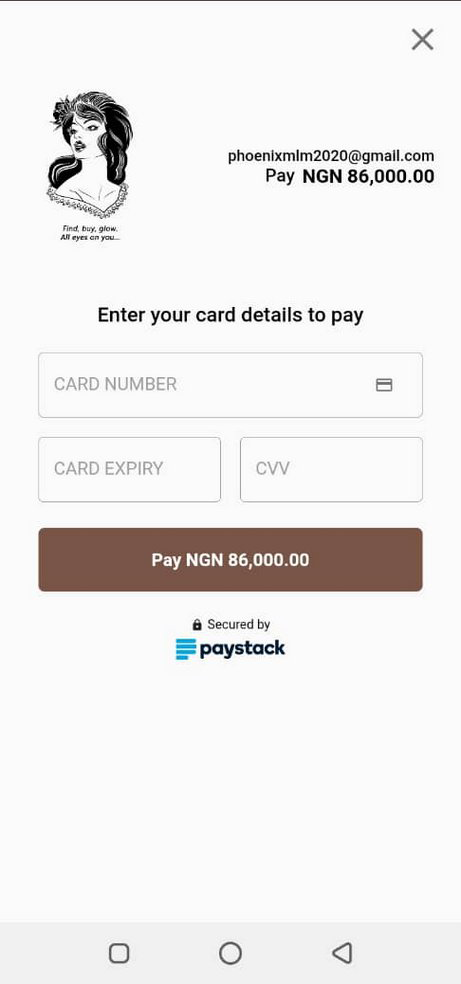 phoenixmlm2020@gmail.com
Pay NGN 86,000.00
Find, buy, glow.
All eyes on you...
Enter your card details to pay
CARD NUMBER
CARD EXPIRY
CVV
Pay NGN 86,000.00
Secured by
paystack